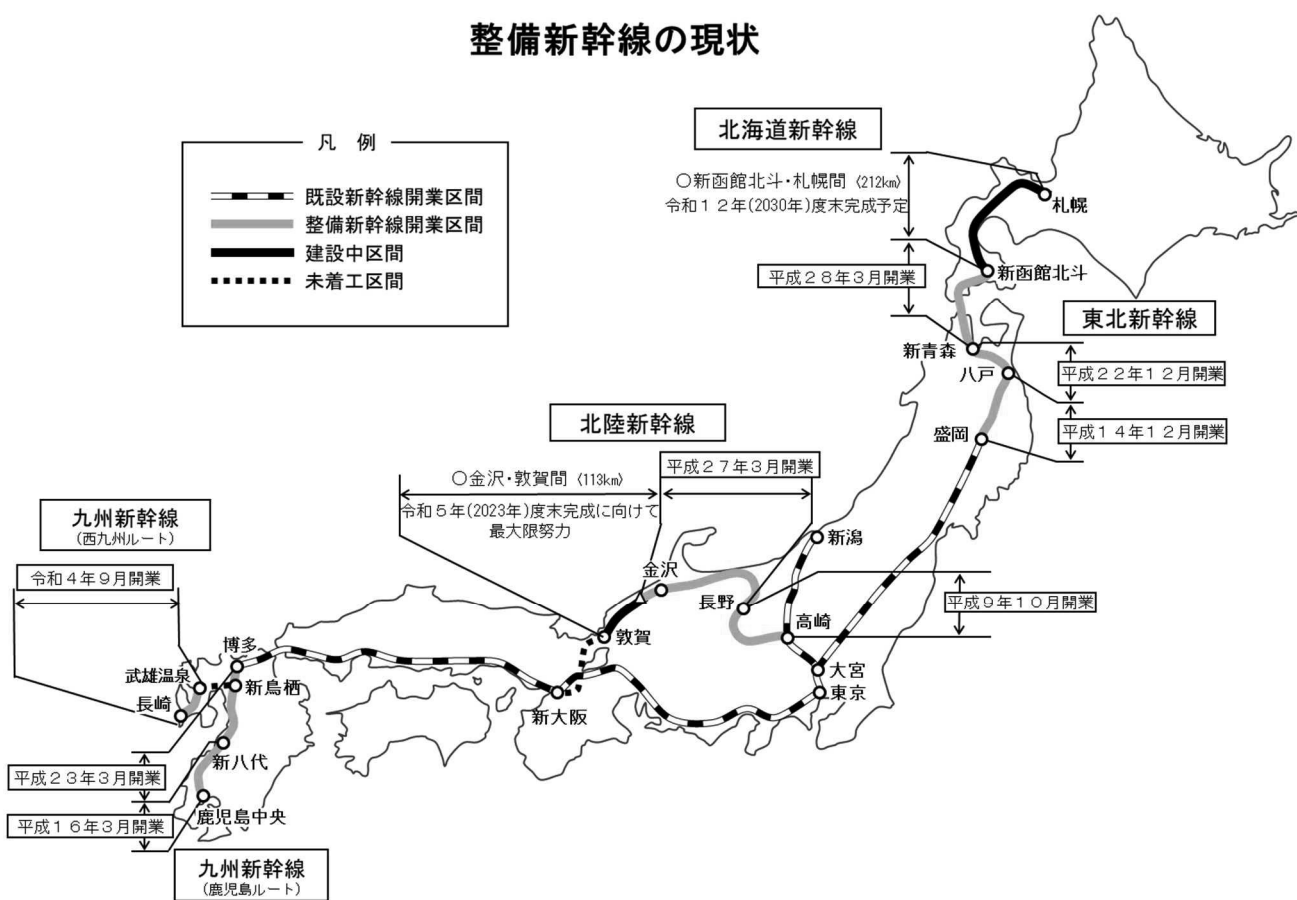 整備新幹線の現状
凡 例
既設新幹線開業区間
整備新幹線開業区間
建設中区間
未着工区間
北海道新幹線
○新函館北斗・札幌間〈212km〉
令和12年(2030年)度末完成予定
札幌
平成28年3月開業
新函館北斗
東北新幹線
新青森
平成22年12月開業
八戸
平成14年12月開業
盛岡
北陸新幹線
平成27年3月開業
○金沢・敦賀間〈113km〉
令和5年(2023年)度末完成に向けて
最大限努力
九州新幹線
(西九州ルート)
令和4年9月開業
新潟
金沢
長野
平成9年10月開業
高崎
敦賀
大宮
東京
博多
武雄温泉
新鳥栖
長崎
新大阪
新八代
平成23年3月開業
鹿児島中央
平成16年3月開業
九州新幹線
(鹿児島ルート)